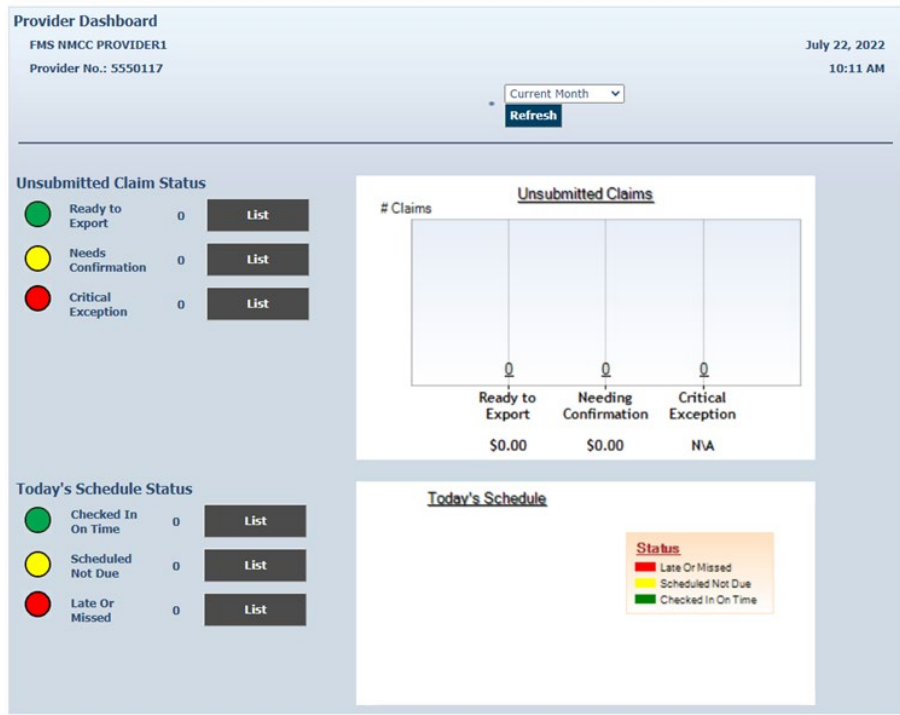 Provider Dashboard
FMS NMCC PROVIDER1
July 22, 2022
Provider No.: 5550117
10:11 AM
* Current Month
Refresh
Unsubmitted Claim Status
Ready to
Export
0
List
Needs
Confirmation
0
List
Critical
Exception
0
List
Unsubmitted Claims
# Claims
0 0 0
Ready to Needing Critical
Export Confirmation Exception
$0.00 $0.00 N\A
Today's Schedule Status
Checked In
On Time
0
List
Scheduled
Not Due
0
List
Late Or
Missed
0
List
Today's Schedule
Status
Late Or Missed
Scheduled Not Due
Checked In On Time